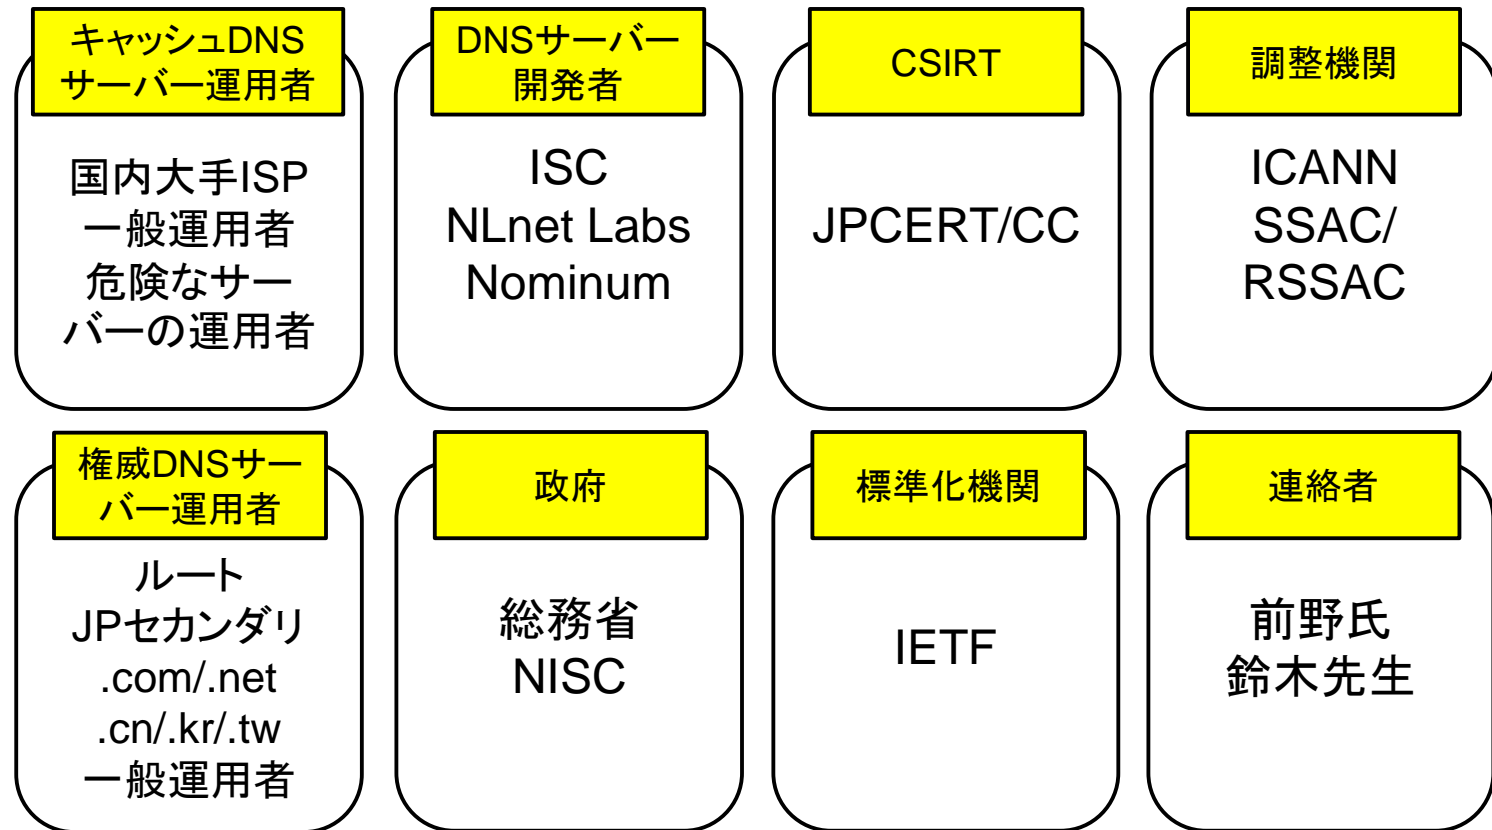 キャッシュDNS
サーバー運用者
国内大手ISP
一般運用者
危険なサー
バーの運用者
DNSサーバー
開発者
ISC
NLnet Labs
Nominum
CSIRT
JPCERT/CC
調整機関
ICANN
SSAC/
RSSAC
権威DNSサー
バー運用者
ルート
JPセカンダリ
.com/.net
.cn/.kr/.tw
一般運用者
政府
総務省
NISC
標準化機関
IETF
連絡者
前野氏
鈴木先生